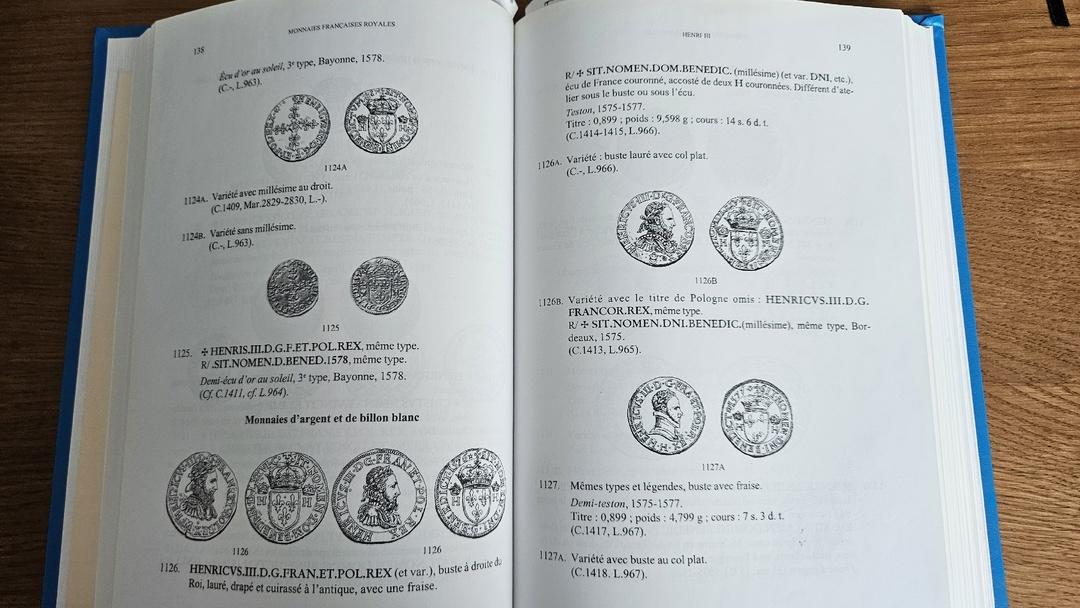 138
MONNAIES FRANÇAISES ROYALES
Écu d'or au soleil, 3e type, Bayonne, 1578.
(C.-, L.963).
1124A
1124A. Variété avec millésime au droit.
(C.1409, Mar.2829-2830, L.-).
1124B. Variété sans millésime.
(C.-, L.963).
1125
1125. ✠ HENRIS.III.D.G.F.ET.POL.REX, même type.
R/ .SIT.NOMEN.D.BENED.1578, même type.
Demi-écu d'or au soleil, 3e type, Bayonne, 1578.
(Cf. C.1411, cf. L.964).
Monnaies d'argent et de billon blanc
1126
1126
1126. HENRICVS.III.D.G.FRAN.ET.POL.REX (et var.), buste à droite du
Roi, lauré, drapé et cuirassé à l'antique, avec une fraise.
HENRI III
139
R/ ✠ SIT.NOMEN.DOM.BENEDIC. (millésime) (et var. DNI, etc.),
écu de France couronné, accosté de deux H couronnées. Différent d'ate-
lier sous le buste ou sous l'écu.
Teston, 1575-1577.
Titre : 0,899 ; poids : 9,598 g ; cours : 14 s. 6 d. t.
(C.1414-1415, L.966).
1126A. Variété : buste lauré avec col plat.
(C.-, L.966).
1126B
1126B. Variété avec le titre de Pologne omis : HENRICVS.III.D.G.
FRANCOR.REX, même type.
R/ ✠ SIT.NOMEN.DNI.BENEDIC.(millésime), même type, Bor-
deaux, 1575.
(C.1413, L.965).
1127A
1127. Mêmes types et légendes, buste avec fraise.
Demi-teston, 1575-1577.
Titre : 0,899 ; poids : 4,799 g ; cours : 7 s. 3 d. t.
(C.1417, L.967).
1127A. Variété avec buste au col plat.
(C.1418. L.967).